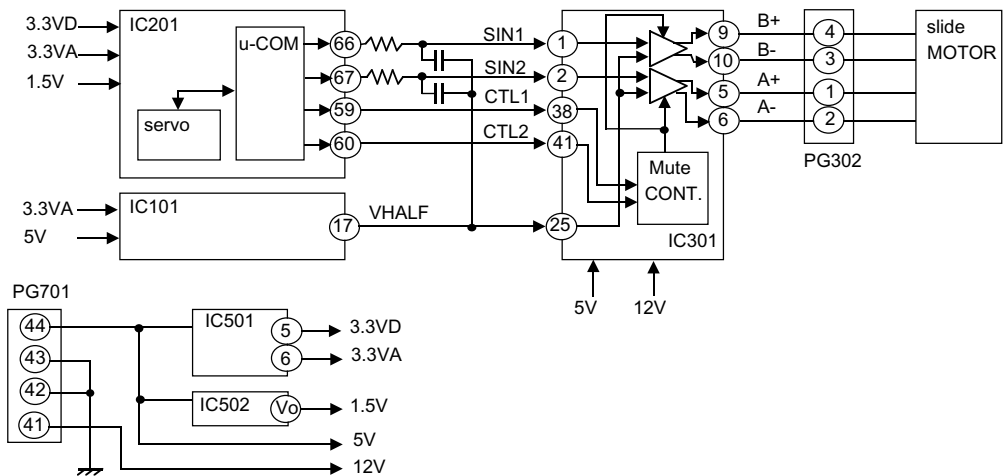 3.3VD
3.3VA
1.5V
IC201
u-COM
servo
66
67
59
60
SIN1
SIN2
CTL1
CTL2
1
2
38
41
25
Mute
CONT.
IC301
9
10
5
6
B+
B-
A+
A-
4
3
1
2
PG302
slide
MOTOR
3.3VA
5V
IC101
17
VHALF
5V
12V
PG701
44
43
42
41
IC501
5
6
3.3VD
3.3VA
IC502
Vo
1.5V
5V
12V